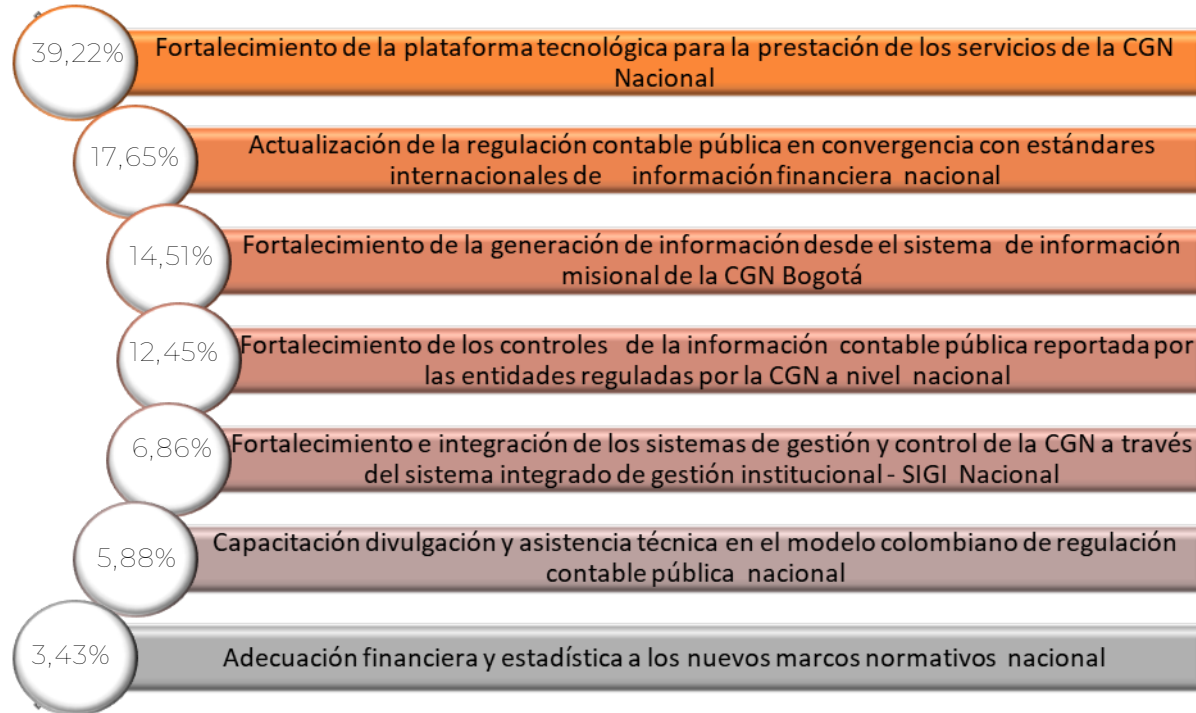 39,22%
Fortalecimiento de la plataforma tecnológica para la prestación de los servicios de la CGN
Nacional
17,65%
Actualización de la regulación contable pública en convergencia con estándares
internacionales de información financiera nacional
14,51%
Fortalecimiento de la generación de información desde el sistema de información
misional de la CGN Bogotá
12,45%
Fortalecimiento de los controles de la información contable pública reportada por
las entidades reguladas por la CGN a nivel nacional
6,86%
Fortalecimiento e integración de los sistemas de gestión y control de la CGN a través
del sistema integrado de gestión institucional - SIGI Nacional
5,88%
Capacitación divulgación y asistencia técnica en el modelo colombiano de regulación
contable pública nacional
3,43%
Adecuación financiera y estadística a los nuevos marcos normativos nacional